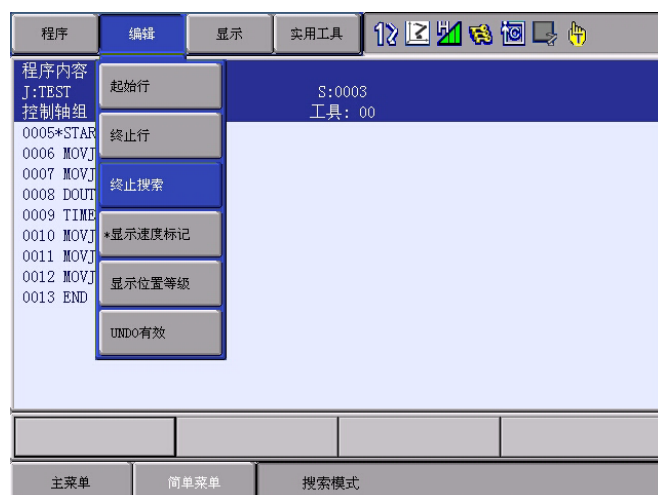 程序 编辑 显示 实用工具
程序内容
J:TEST S:0003
控制轴组 工具: 00
起始行
终止行
终止搜索
*显示速度标记
显示位置等级
UNDO有效
0005*STAR
0006 MOVJ
0007 MOVJ
0008 DOUT
0009 TIME
0010 MOVJ
0011 MOVJ
0012 MOVJ
0013 END
主菜单 简单菜单 搜索模式